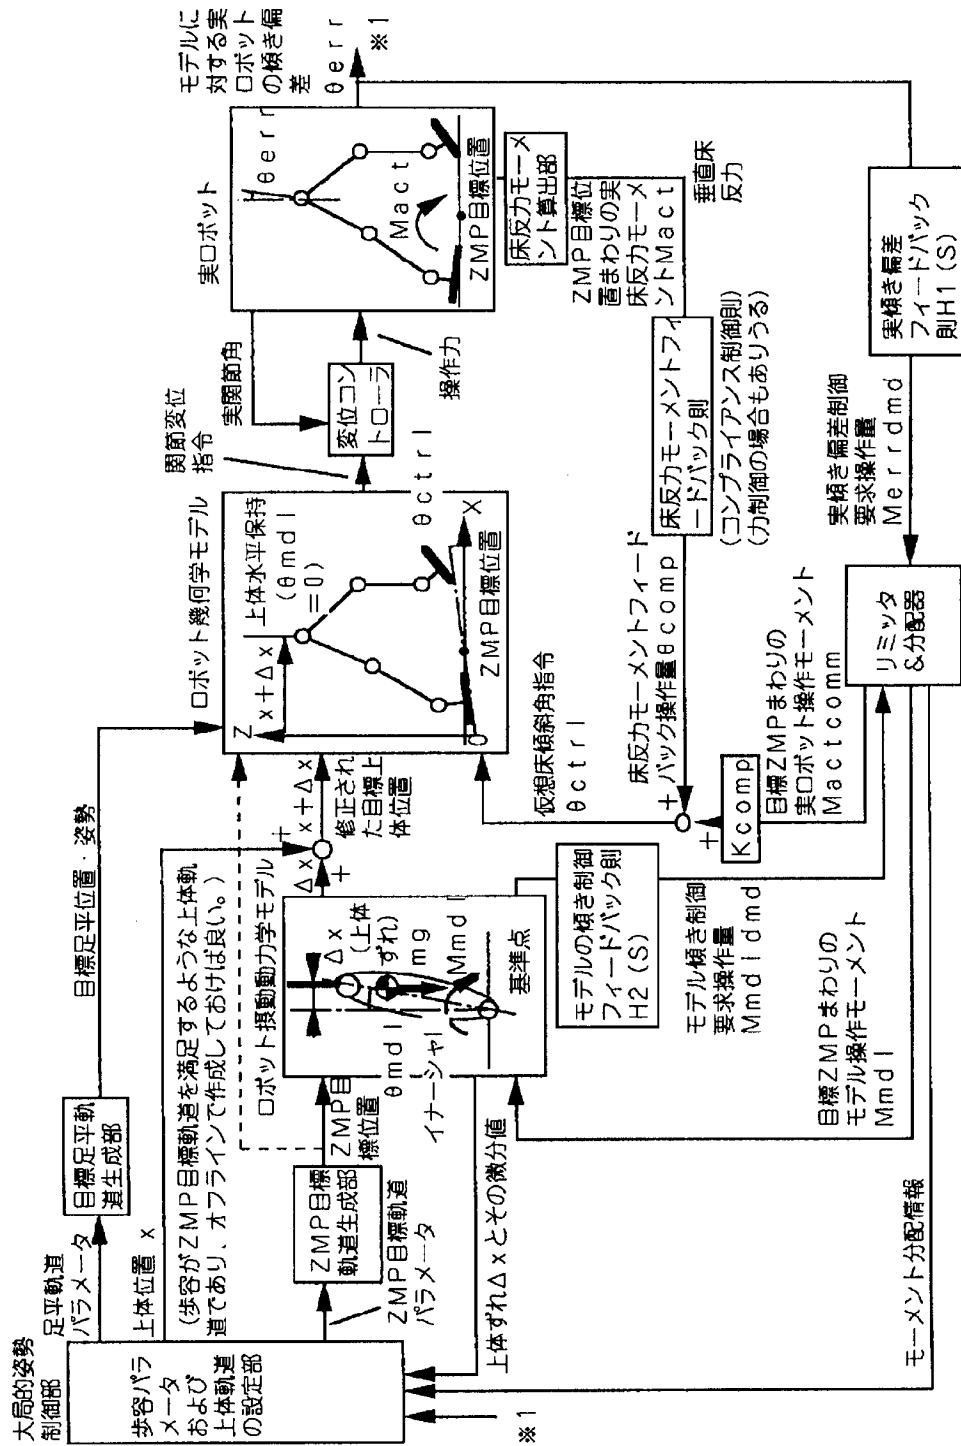 大局的姿勢
制御部
歩容パラ
メータ
および
上体軌道
の設定部
※1
足平軌道
パラメータ
目標足平軌
道生成部
目標足平位置・姿勢
上体位置 x
(歩容がZMP目標軌道を満足するような上体軌
道であり、オフラインで作成しておけば良い。)
ZMP目標軌道
パラメータ
ZMP目標
軌道生成部
ZMP目
標位置
上体ずれΔxとその微分値
モーメント分配情報
ロボット摂動動力学モデル
Δx
(上体
ずれ)
mg
θmdl
Mmdl
イナーシャI
基準点
Δx
+
+
x+Δx
修正され
た目標上
体位置
モデルの傾き制御
フィードバック則
H2(S)
モデル傾き制御
要求操作量
Mmdldmd
目標ZMPまわりの
モデル操作モーメント
Mmdl
ロボット幾何学モデル
Z
x+Δx
上体水平保持
(θmdl
=0)
X
O
ZMP目標位置
θctrl
仮想床傾斜角指令
θctrl
関節変位
指令
変位コン
トローラ
実関節角
操作力
実ロボット
θerr
Mact
ZMP目標位置
モデルに
対する実
ロボット
の傾き偏
差
θerr
※1
床反力モーメ
ント算出部
ZMP目標位
置まわりの実
床反力モーメ
ントMact
垂直床
反力
床反力モーメントフィ
ードバック則
(コンプライアンス制御則)
(力制御の場合もありうる)
床反力モーメントフィード
バック操作量θcomp
+
+
Kcomp
目標ZMPまわりの
実ロボット操作モーメント
Mactcomm
実傾き偏差
フィードバック
則H1(S)
実傾き偏差制御
要求操作量
Merrdmd
リミッタ
&分配器